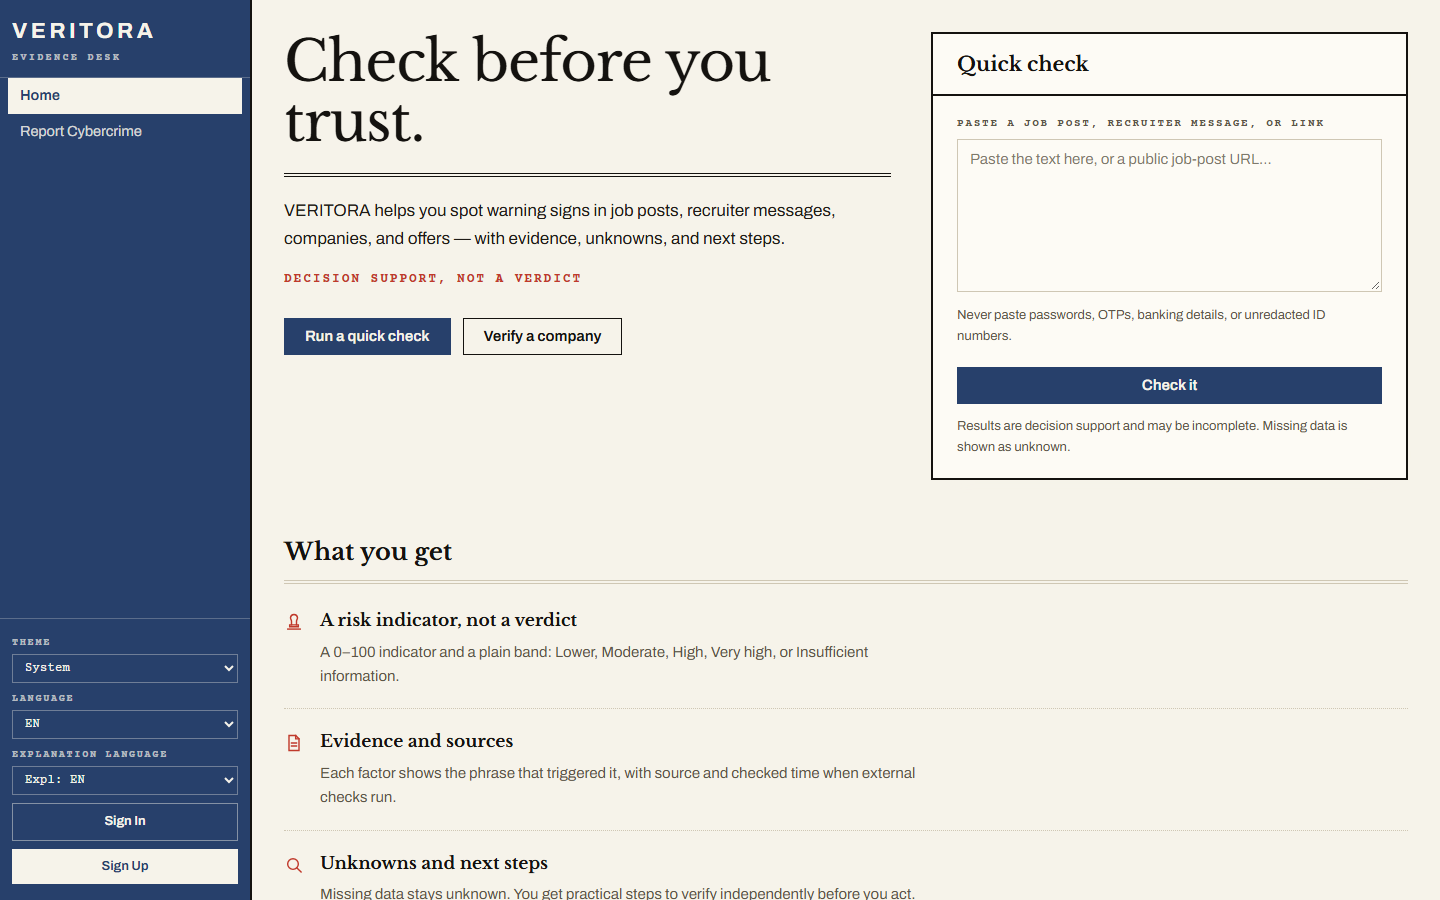 VERITORA
EVIDENCE DESK
Home
Report Cybercrime
THEME
System
LANGUAGE
EN
EXPLANATION LANGUAGE
Expl: EN
Sign In
Sign Up
Check before you
trust.
VERITORA helps you spot warning signs in job posts, recruiter messages,
companies, and offers — with evidence, unknowns, and next steps.
DECISION SUPPORT, NOT A VERDICT
Run a quick check
Verify a company
Quick check
PASTE A JOB POST, RECRUITER MESSAGE, OR LINK
Paste the text here, or a public job-post URL...
Never paste passwords, OTPs, banking details, or unredacted ID
numbers.
Check it
Results are decision support and may be incomplete. Missing data is
shown as unknown.
What you get
A risk indicator, not a verdict
A 0–100 indicator and a plain band: Lower, Moderate, High, Very high, or Insufficient
information.
Evidence and sources
Each factor shows the phrase that triggered it, with source and checked time when external
checks run.
Unknowns and next steps
Missing data stays unknown. You get practical steps to verify independently before you act.